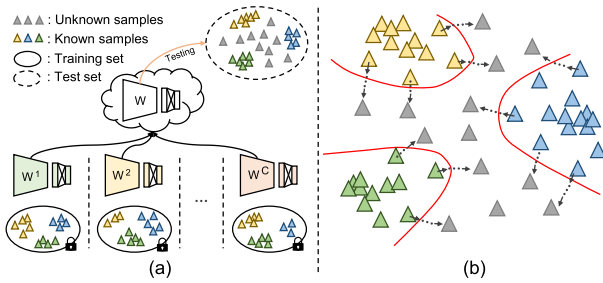 : Unknown samples
: Known samples
: Training set
: Test set
Testing
W
W1
W2
...
WC
(a)
(b)